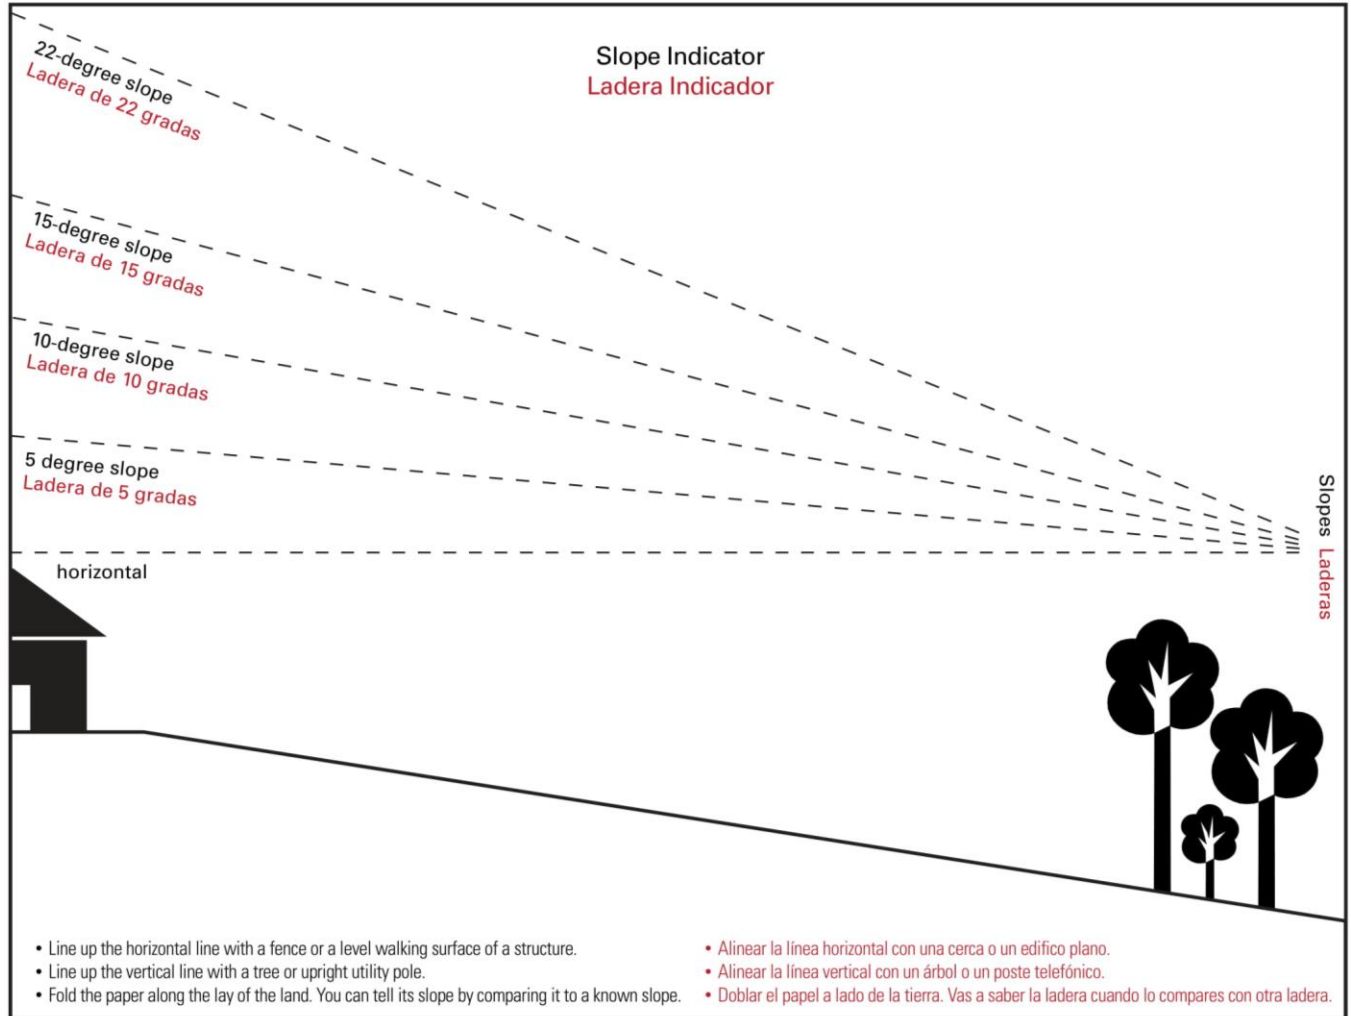 Slope Indicator
Ladera Indicador
22-degree slope
Ladera de 22 gradas
15-degree slope
Ladera de 15 gradas
10-degree slope
Ladera de 10 gradas
5 degree slope
Ladera de 5 gradas
horizontal
Slopes Laderas
• Line up the horizontal line with a fence or a level walking surface of a structure.
• Line up the vertical line with a tree or upright utility pole.
• Fold the paper along the lay of the land. You can tell its slope by comparing it to a known slope.
• Alinear la línea horizontal con una cerca o un edifico plano.
• Alinear la línea vertical con un árbol o un poste telefónico.
• Doblar el papel a lado de la tierra. Vas a saber la ladera cuando lo compares con otra ladera.